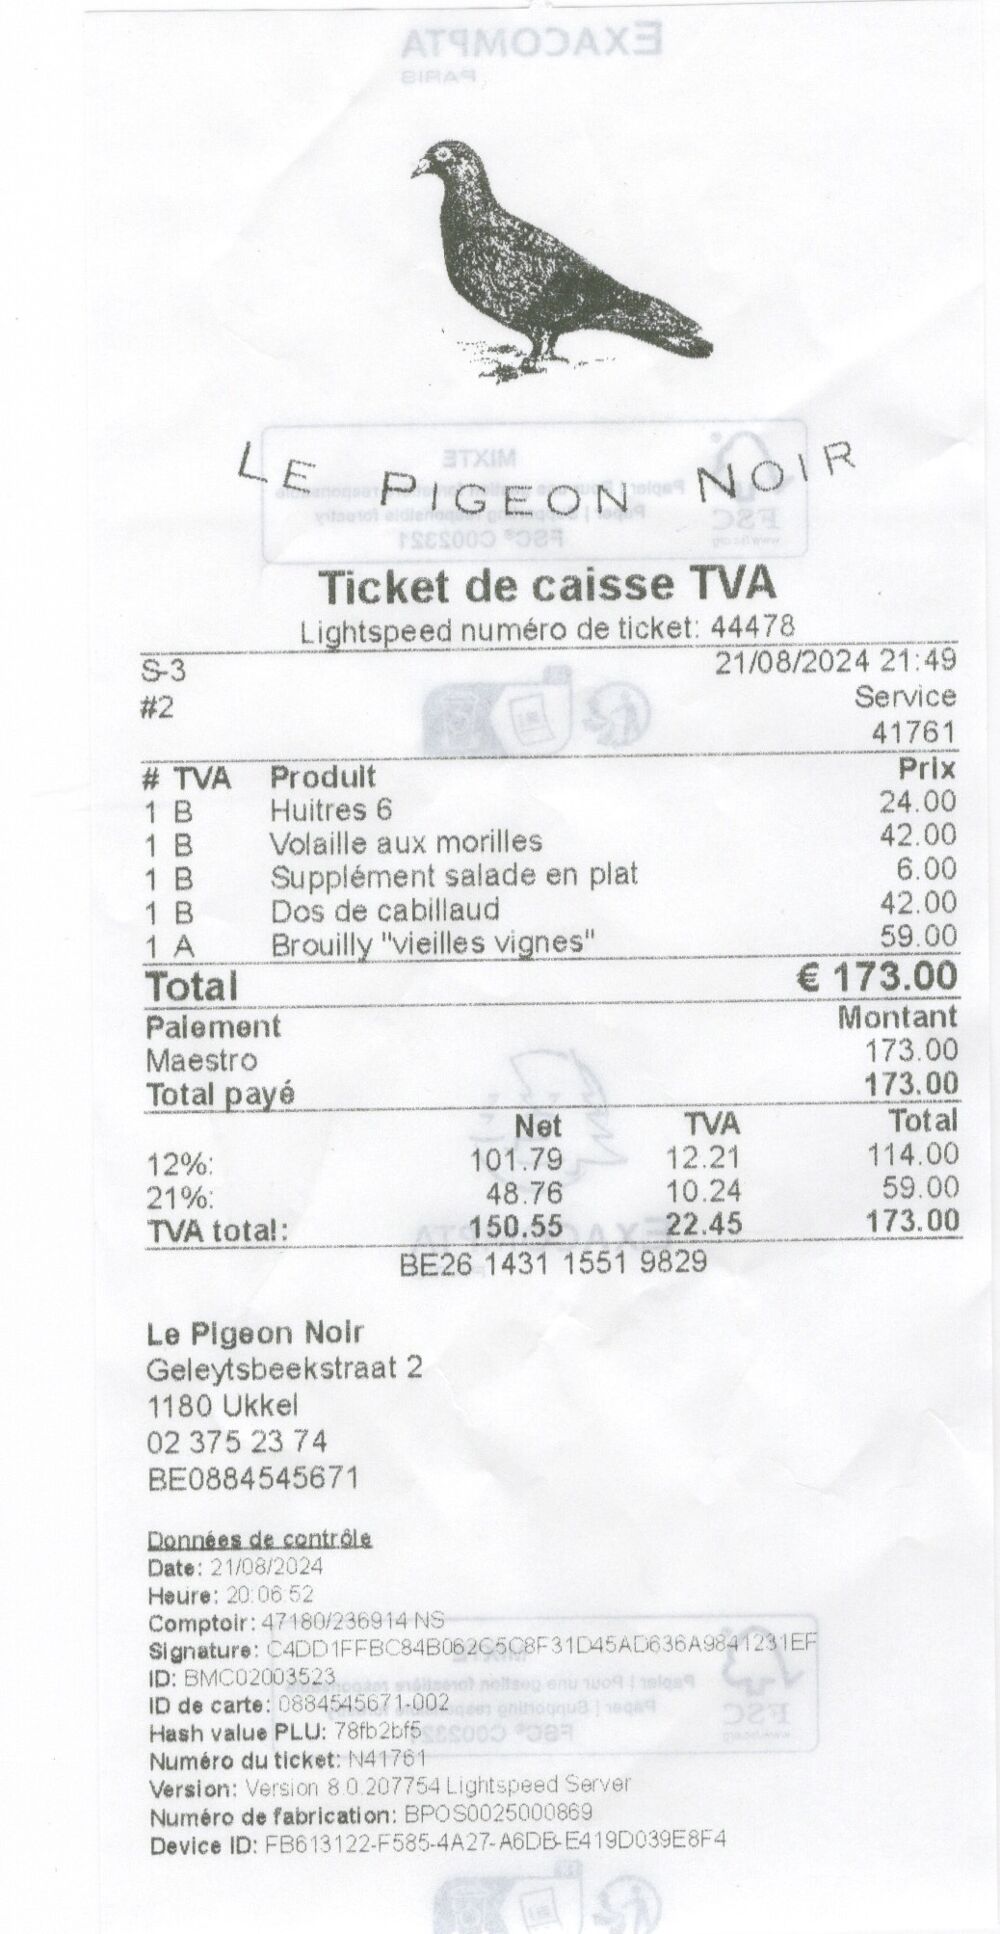 EXACOMPTA
PARIS
LE PIGEON NOIR
MIXTE
FSC® C002321
FSC
Ticket de caisse TVA
Lightspeed numéro de ticket: 44478
S-3 21/08/2024 21:49
#2 Service
41761
# TVA Produit Prix
1 B Huitres 6 24.00
1 B Volaille aux morilles 42.00
1 B Supplément salade en plat 6.00
1 B Dos de cabillaud 42.00
1 A Brouilly "vieilles vignes" 59.00
Total € 173.00
Paiement Montant
Maestro 173.00
Total payé 173.00
Net TVA Total
12%: 101.79 12.21 114.00
21%: 48.76 10.24 59.00
TVA total: 150.55 22.45 173.00
BE26 1431 1551 9829
Le Pigeon Noir
Geleytsbeekstraat 2
1180 Ukkel
02 375 23 74
BE0884545671
Données de contrôle
Date: 21/08/2024
Heure: 20:06:52
Comptoir: 47180/236914 NS
Signature: C4DD1FFBC84B062C5C8F31D45AD636A9841231EF
ID: BMC02003523
ID de carte: 0884545671-002
Hash value PLU: 78fb2bf5
Numéro du ticket: N41761
Version: Version 8.0.207754 Lightspeed Server
Numéro de fabrication: BPOS0025000869
Device ID: FB613122-F585-4A27-A6DB-E419D039E8F4